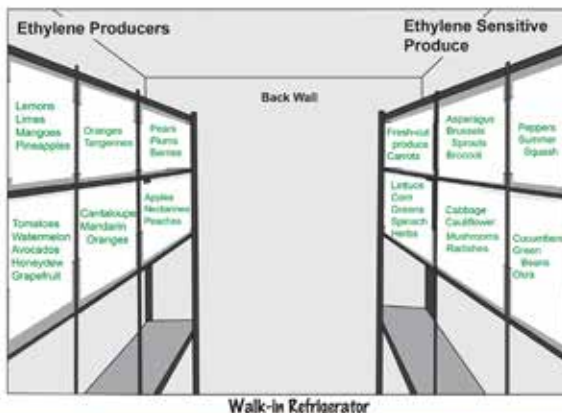 Ethylene Producers
Ethylene Sensitive
Produce
Back Wall
Lemons
Limes
Mangoes
Pineapples
Oranges
Tangerines
Pears
Plums
Berries
Tomatoes
Watermelon
Avocados
Honeydew
Grapefruit
Cantaloupe
Mandarin
Oranges
Apples
Nectarines
Peaches
Fresh-cut
produce
Carrots
Asparagus
Brussels
Sprouts
Broccoli
Peppers
Summer
Squash
Lettuce
Corn
Greens
Spinach
Herbs
Cabbage
Cauliflower
Mushrooms
Radishes
Cucumbers
Green
Beans
Okra
Walk-in Refrigerator